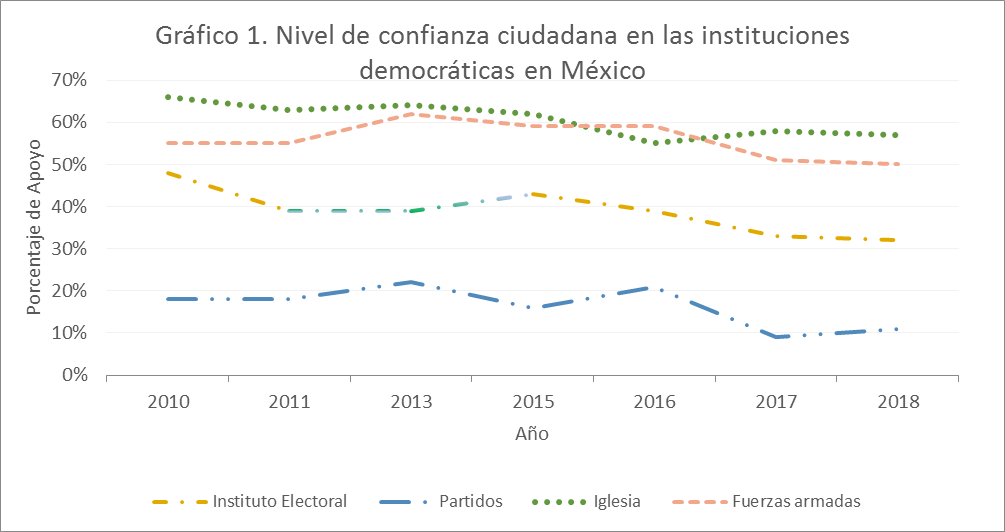 Gráfico 1. Nivel de confianza ciudadana en las instituciones
democráticas en México
Porcentaje de Apoyo
70%
60%
50%
40%
30%
20%
10%
0%
2010 2011 2013 2015 2016 2017 2018
Año
Instituto Electoral Partidos Iglesia Fuerzas armadas